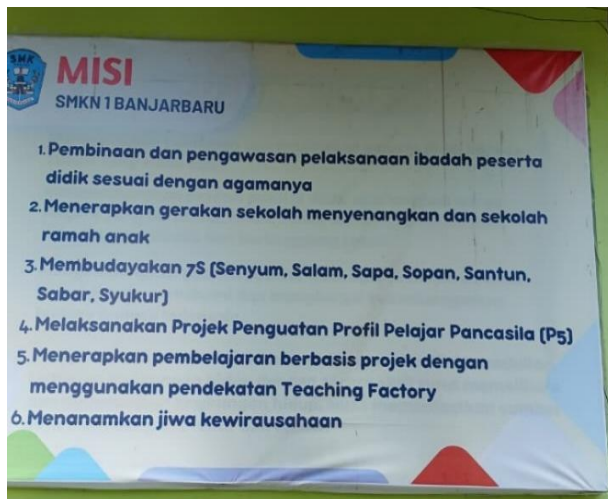 SMK
MISI
SMKN 1 BANJARBARU
1. Pembinaan dan pengawasan pelaksanaan ibadah peserta
didik sesuai dengan agamanya
2. Menerapkan gerakan sekolah menyenangkan dan sekolah
ramah anak
3. Membudayakan 7S (Senyum, Salam, Sapa, Sopan, Santun,
Sabar, Syukur)
4. Melaksanakan Projek Penguatan Profil Pelajar Pancasila (P5)
5. Menerapkan pembelajaran berbasis projek dengan
menggunakan pendekatan Teaching Factory
6. Menanamkan jiwa kewirausahaan